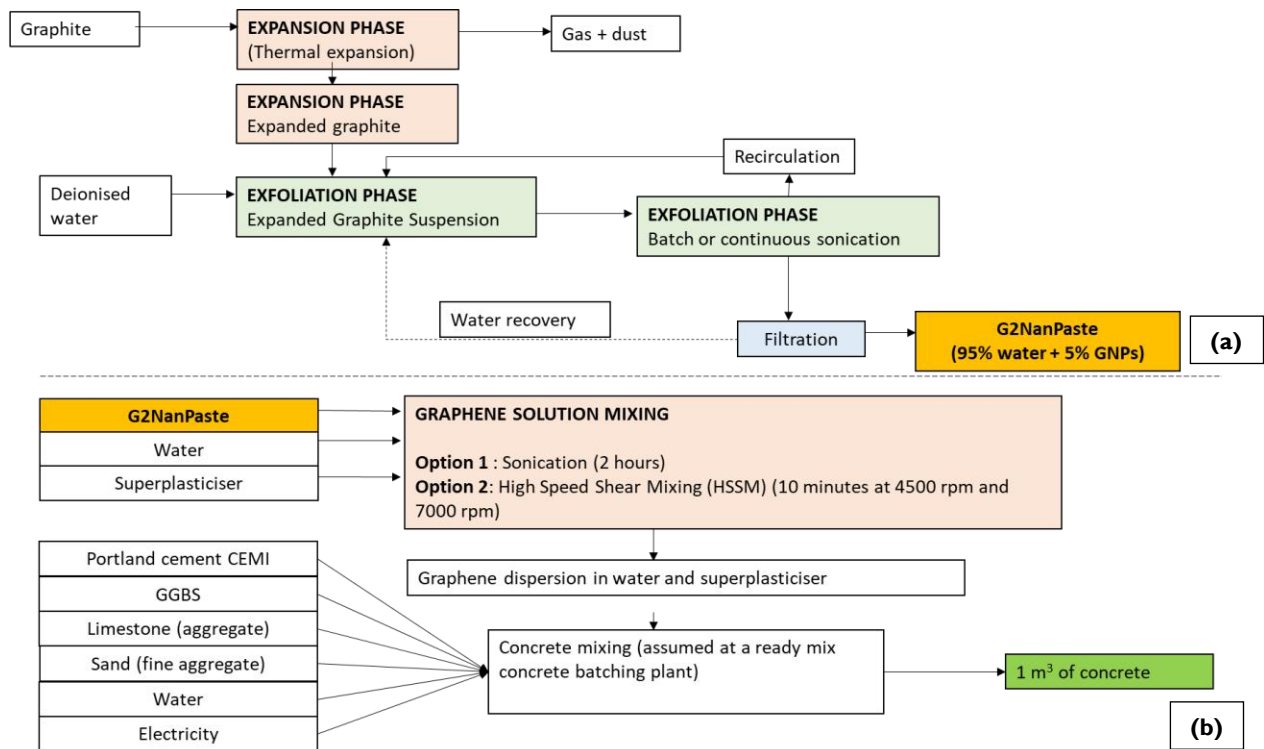 Graphite
EXPANSION PHASE
(Thermal expansion)
Gas + dust
EXPANSION PHASE
Expanded graphite
Recirculation
Deionised
water
EXFOLIATION PHASE
Expanded Graphite Suspension
EXFOLIATION PHASE
Batch or continuous sonication
Water recovery
Filtration
G2NanPaste
(95% water + 5% GNPs)
(a)
G2NanPaste
Water
Superplasticiser
GRAPHENE SOLUTION MIXING
Option 1 : Sonication (2 hours)
Option 2: High Speed Shear Mixing (HSSM) (10 minutes at 4500 rpm and
7000 rpm)
Graphene dispersion in water and superplasticiser
Portland cement CEMI
GGBS
Limestone (aggregate)
Sand (fine aggregate)
Water
Electricity
Concrete mixing (assumed at a ready mix
concrete batching plant)
1 m³ of concrete
(b)